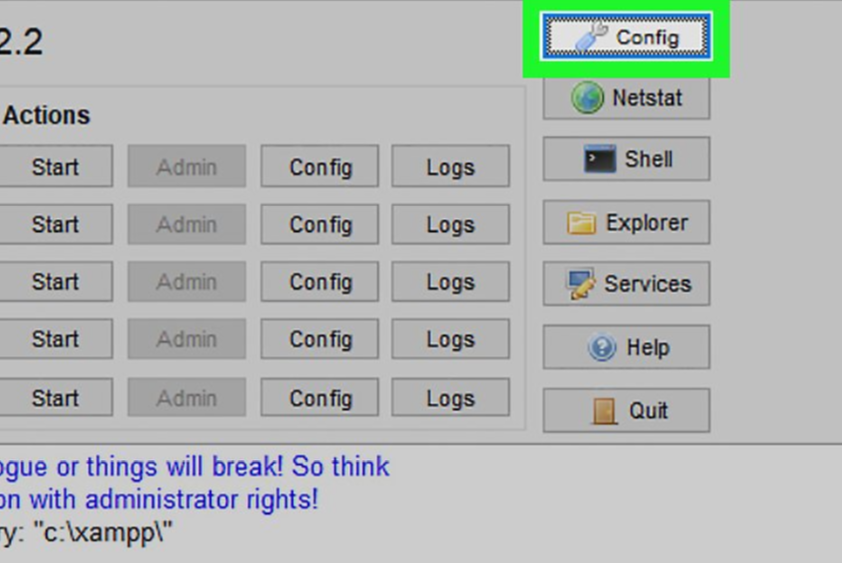 2.2
Config
Netstat
Actions
Shell
Start Admin Config Logs
Explorer
Start Admin Config Logs
Services
Start Admin Config Logs
Help
Start Admin Config Logs
Quit
Start Admin Config Logs
ogue or things will break! So think
on with administrator rights!
ry: "c:\xampp\"